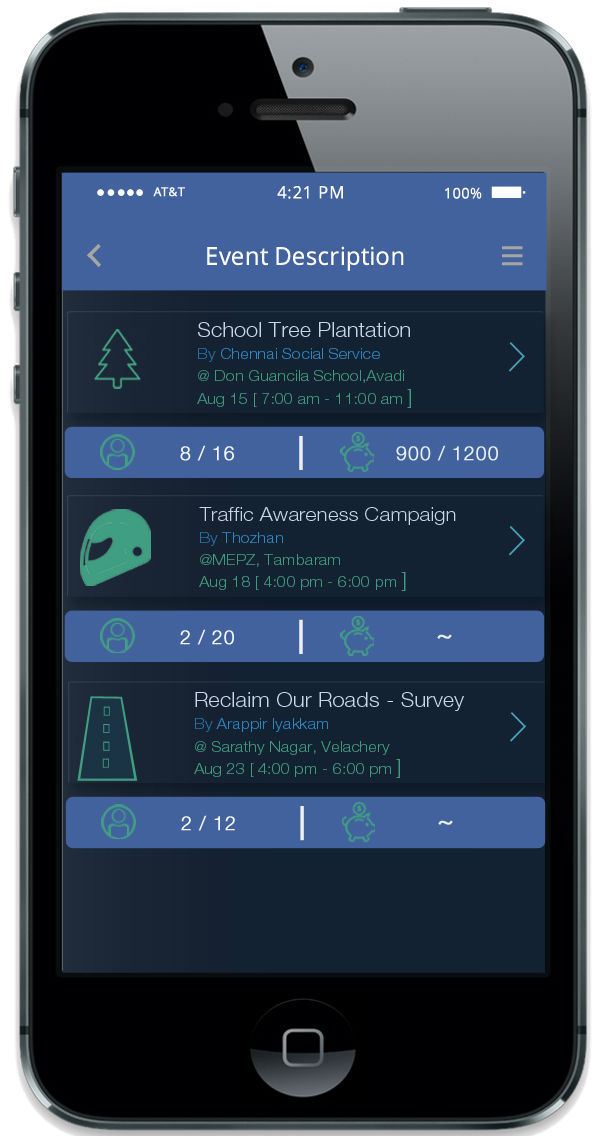 AT&T 4:21 PM 100%
Event Description
School Tree Plantation
By Chennai Social Service
@ Don Guancila School,Avadi
Aug 15 [ 7:00 am - 11:00 am ]
8 / 16 | 900 / 1200
Traffic Awareness Campaign
By Thozhan
@MEPZ, Tambaram
Aug 18 [ 4:00 pm - 6:00 pm ]
2 / 20 | ~
Reclaim Our Roads - Survey
By Arappir Iyakkam
@ Sarathy Nagar, Velachery
Aug 23 [ 4:00 pm - 6:00 pm ]
2 / 12 | ~